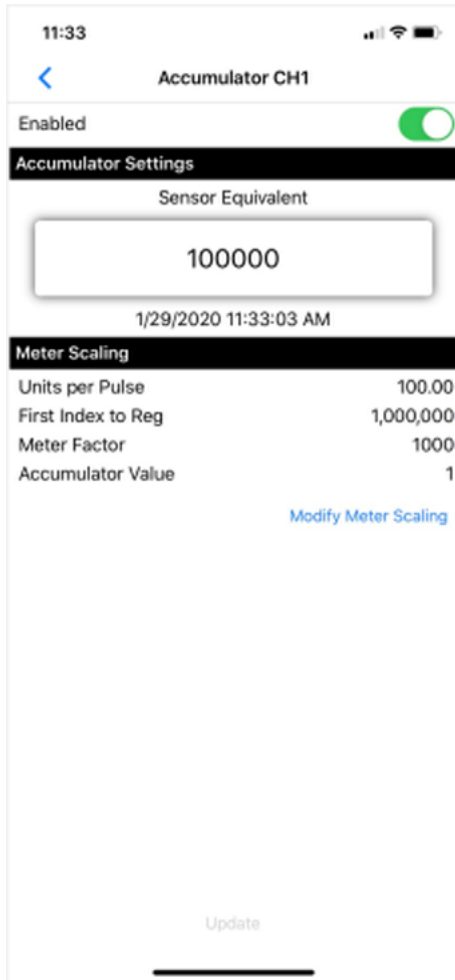 11:33
Accumulator CH1
Enabled
Accumulator Settings
Sensor Equivalent
100000
1/29/2020 11:33:03 AM
Meter Scaling
Units per Pulse 100.00
First Index to Reg 1,000,000
Meter Factor 1000
Accumulator Value 1
Modify Meter Scaling
Update